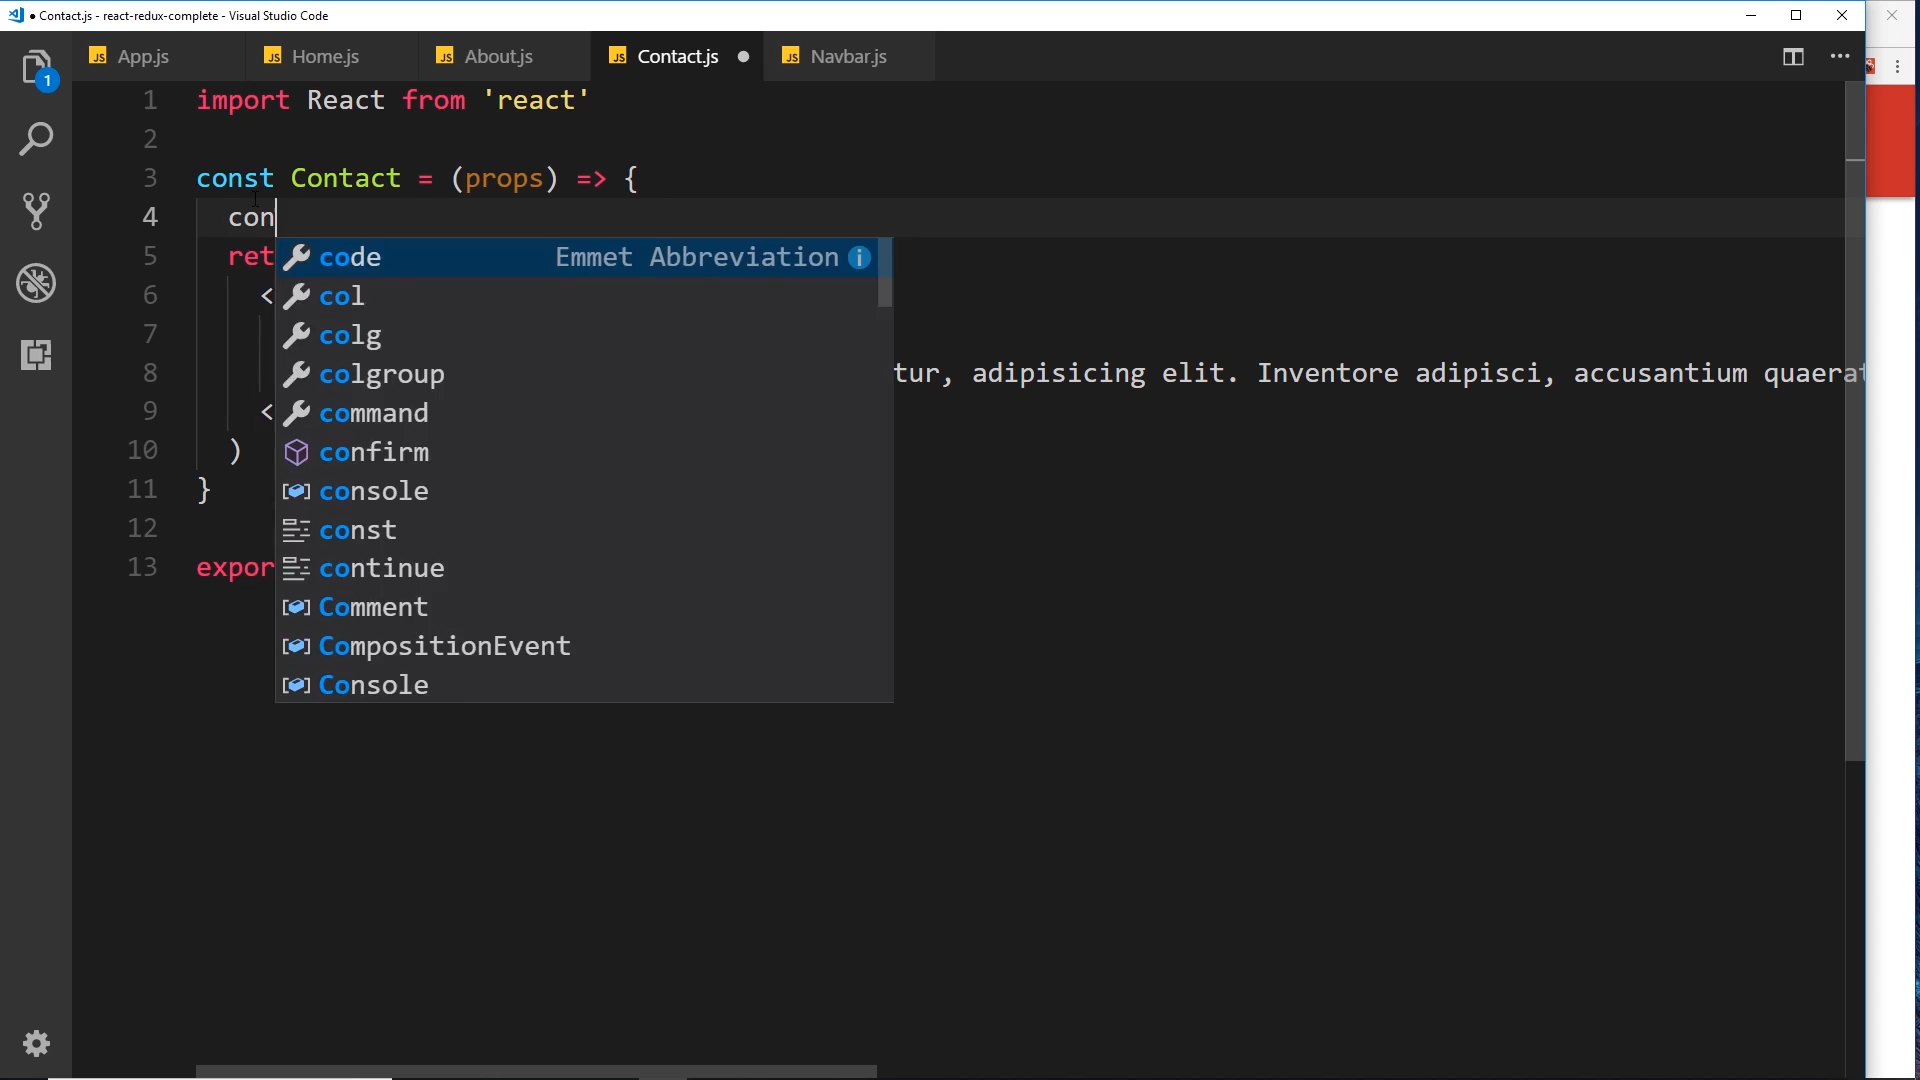 ● Contact.js - react-redux-complete - Visual Studio Code
App.js Home.js About.js Contact.js ● Navbar.js
1
1 import React from 'react'
2
3 const Contact = (props) => {
4 con
5 ret
6 <
7
8 tur, adipisicing elit. Inventore adipisci, accusantium quaerat
9 <
10 )
11 }
12
13 expor
code Emmet Abbreviation
col
colg
colgroup
command
confirm
console
const
continue
Comment
CompositionEvent
Console